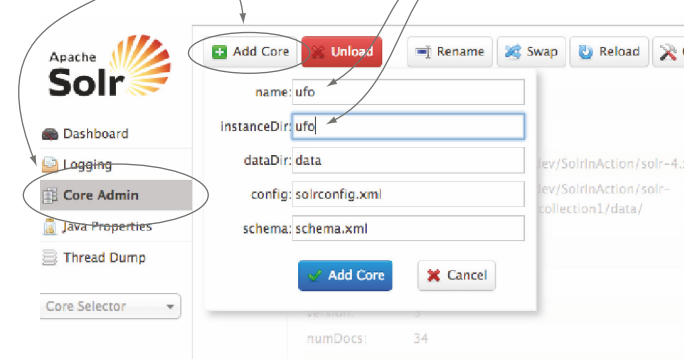 Apache
Solr
Add Core
Unload
Rename
Swap
Reload
name: ufo
instanceDir: ufo
dataDir: data
config: solrconfig.xml
schema: schema.xml
Add Core
Cancel
Dashboard
Logging
Core Admin
Java Properties
Thread Dump
Core Selector
dev/SolrInAction/solr-4.
dev/SolrInAction/solr-
collection1/data/
version:
numDocs: 34